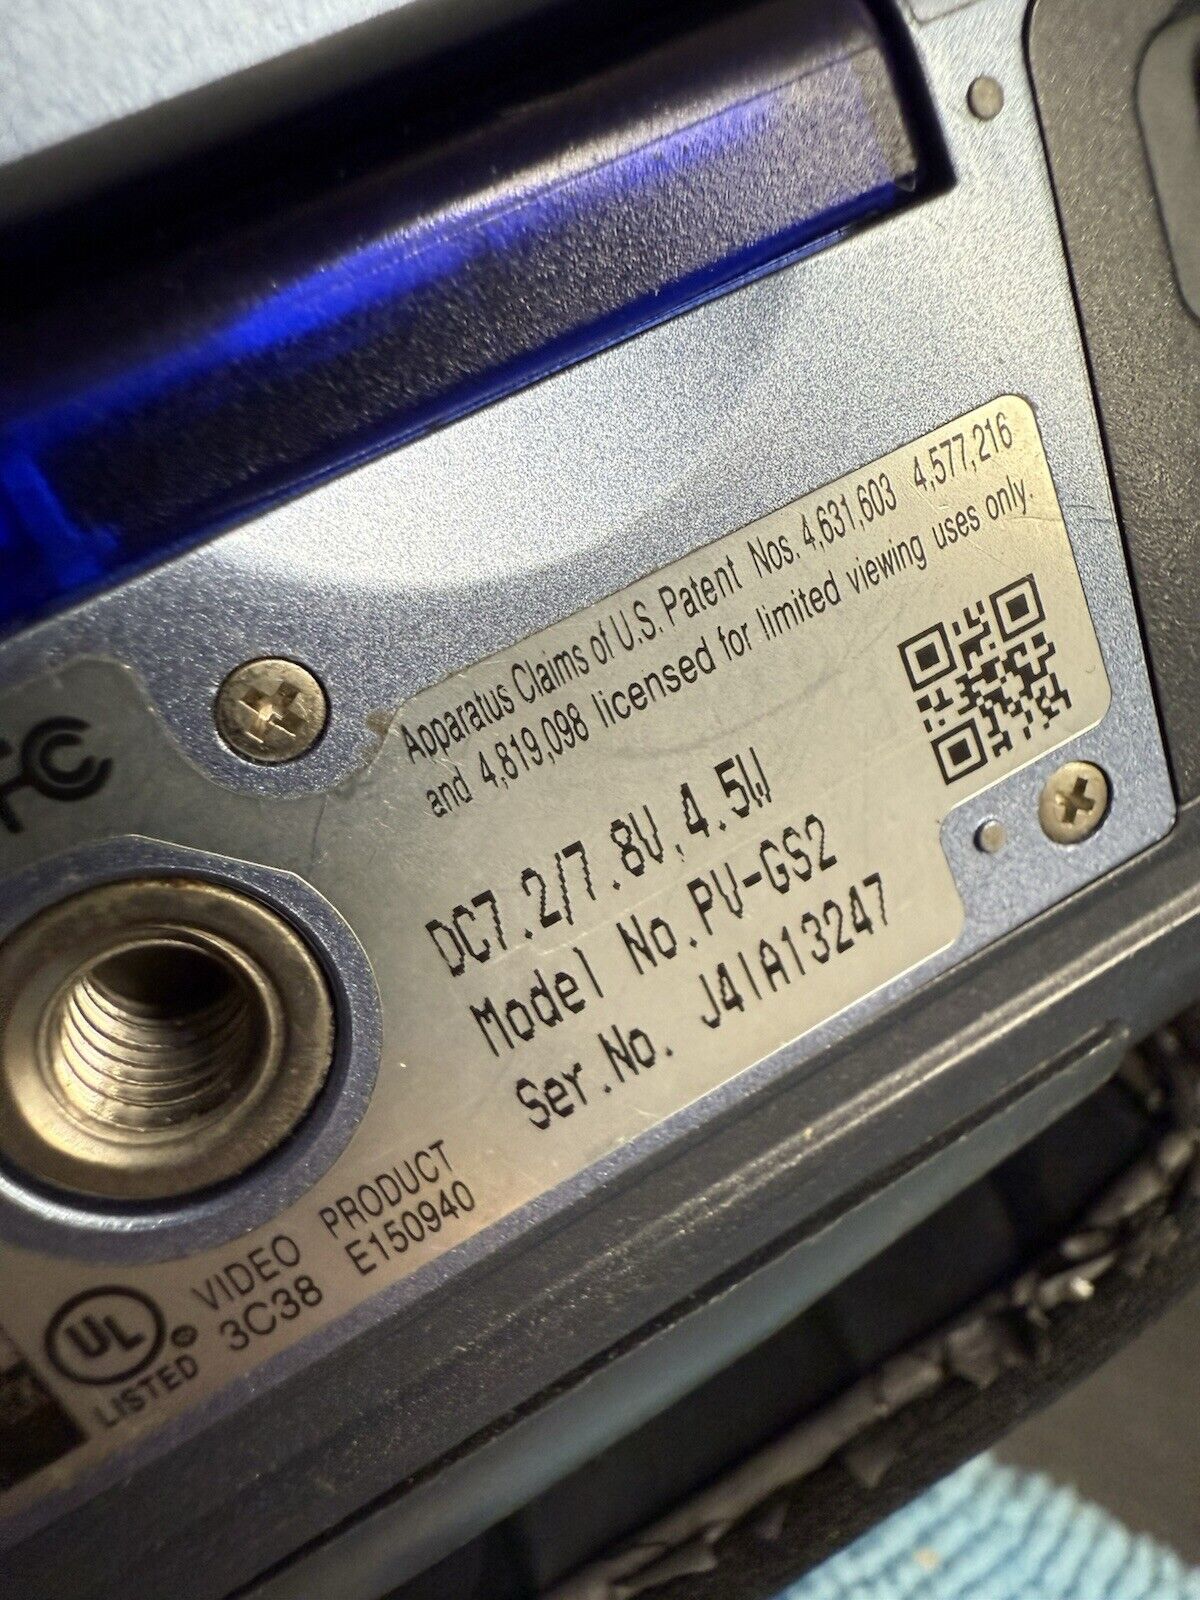 Apparatus Claims of U.S. Patent Nos. 4,631,603 4,577,216
and 4,819,098 licensed for limited viewing uses only.
DC7.2/7.8V,4.5W
Model No.PV-GS2
Ser.No. J4IA13247
FC
VIDEO PRODUCT
3C38 E150940
UL
LISTED